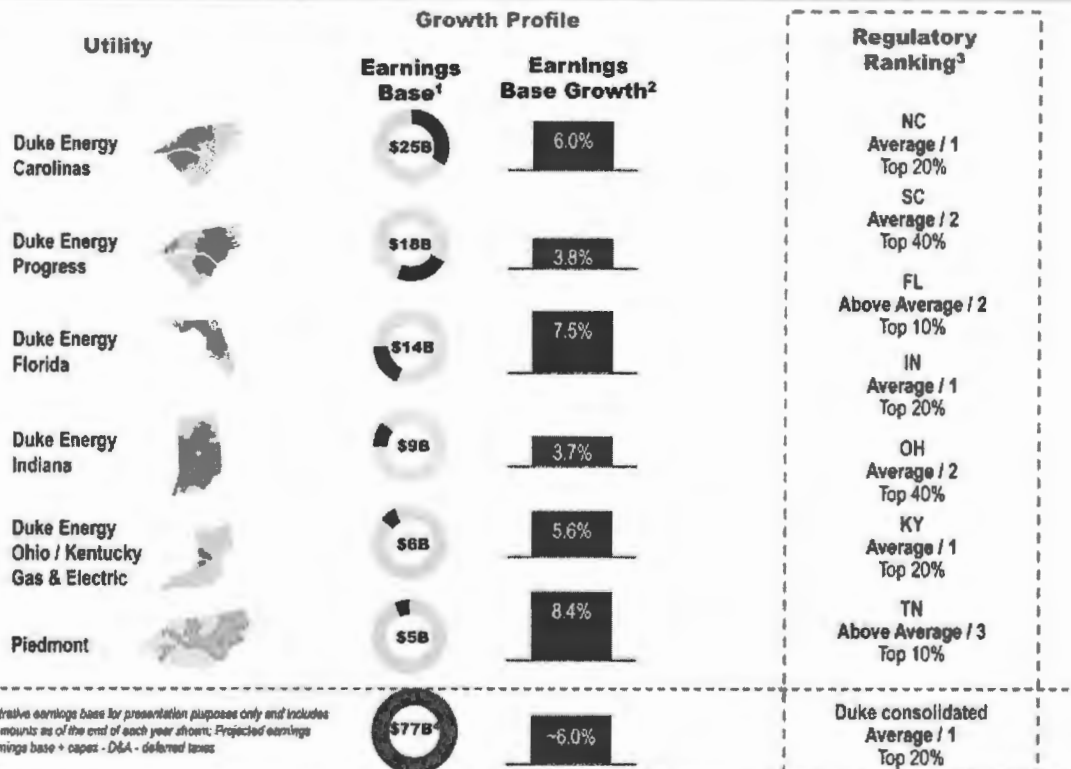 Growth Profile
Utility
Earnings
Base¹
Earnings
Base Growth²
Regulatory
Ranking³
Duke Energy
Carolinas
$25B
6.0%
NC
Average / 1
Top 20%
SC
Average / 2
Top 40%
Duke Energy
Progress
$18B
3.8%
FL
Above Average / 2
Top 10%
Duke Energy
Florida
$14B
7.5%
IN
Average / 1
Top 20%
Duke Energy
Indiana
$9B
3.7%
OH
Average / 2
Top 40%
Duke Energy
Ohio / Kentucky
Gas & Electric
$6B
5.6%
KY
Average / 1
Top 20%
Piedmont
$5B
8.4%
TN
Above Average / 3
Top 10%
earnings base for presentation purposes only and includes
amounts as of the end of each year shown; Projected earnings
base + capex - D&A - deferred taxes
$77B
~6.0%
Duke consolidated
Average / 1
Top 20%